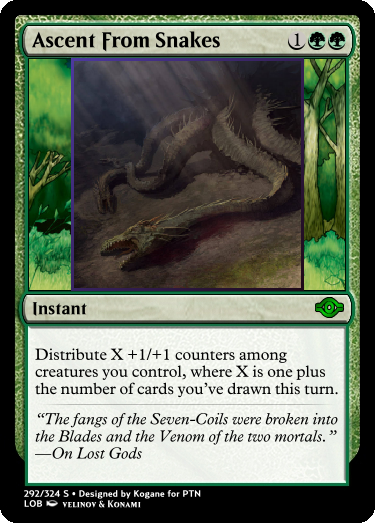 Ascent From Snakes 1
Instant
Distribute X +1/+1 counters among
creatures you control, where X is one plus
the number of cards you’ve drawn this turn.
“The fangs of the Seven-Coils were broken into
the Blades and the Venom of the two mortals.”
—On Lost Gods
292/324 S • Designed by Kogane for PTN
LOB VELINOV & KONAMI